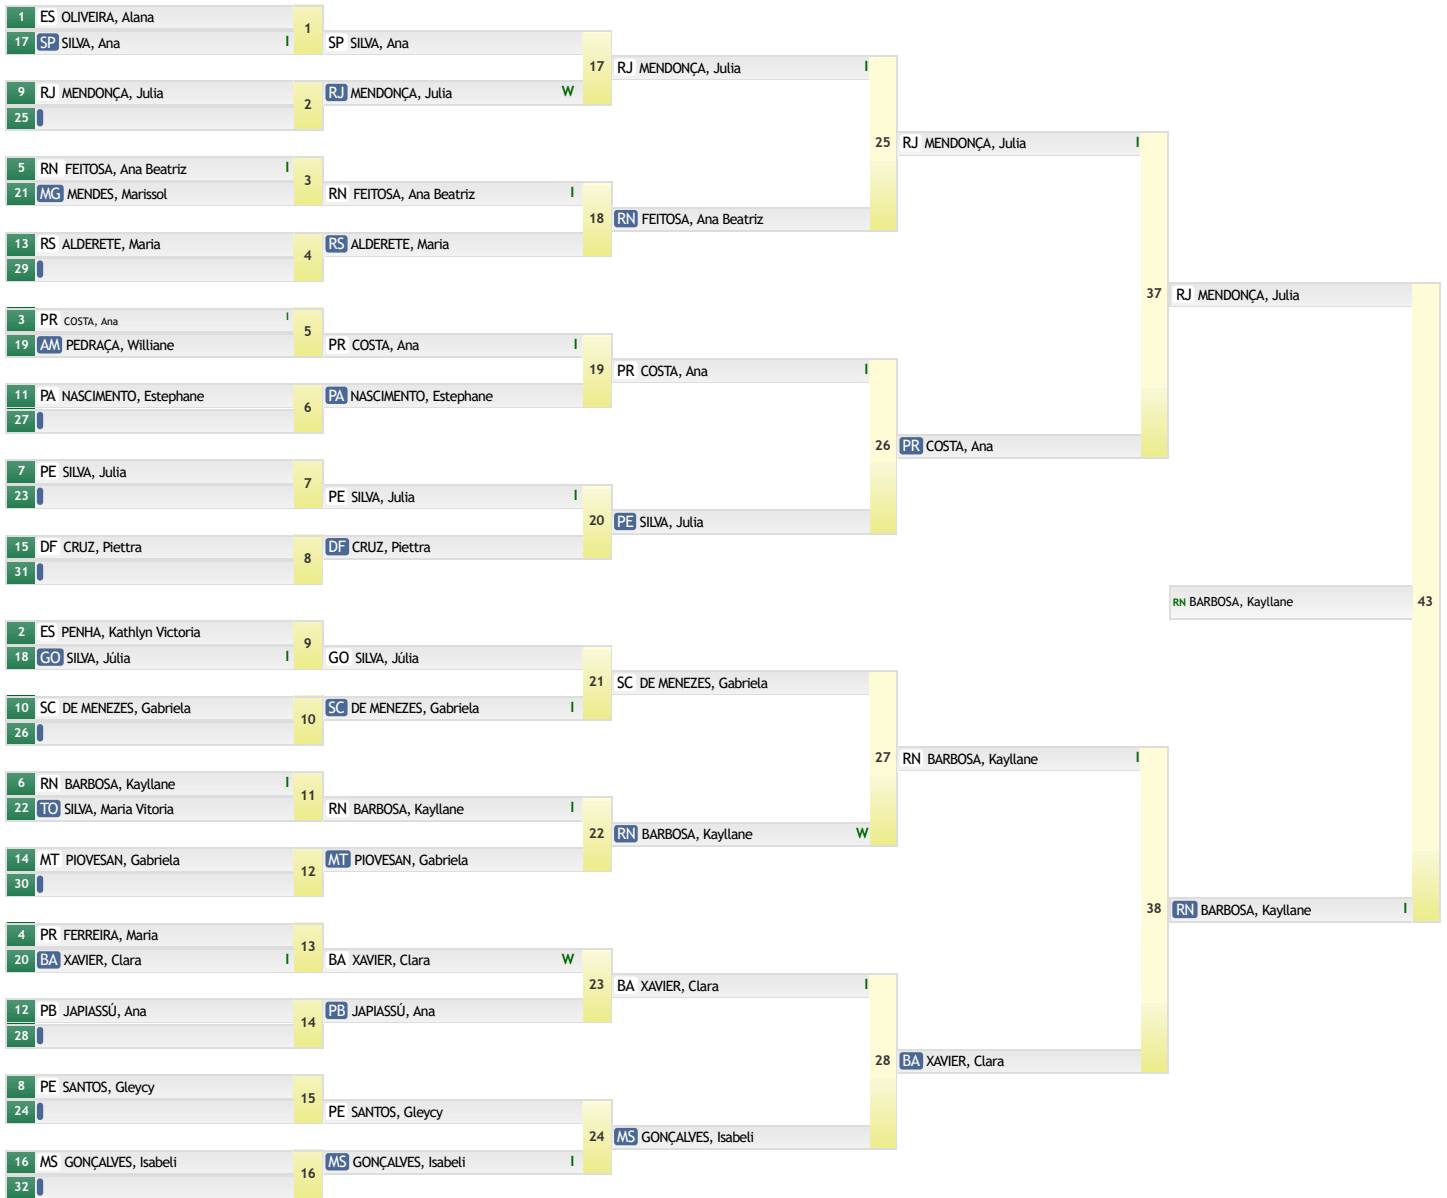 1 ES OLIVEIRA, Alana
17 SP SILVA, Ana I
1
9 RJ MENDONÇA, Julia
25
2
5 RN FEITOSA, Ana Beatriz I
21 MG MENDES, Marissol
3
13 RS ALDERETE, Maria
29
4
3 PR COSTA, Ana I
19 AM PEDRAÇA, Williane
5
11 PA NASCIMENTO, Estephane
27
6
7 PE SILVA, Julia
23
7
15 DF CRUZ, Piettra
31
8
2 ES PENHA, Kathlyn Victoria
18 GO SILVA, Júlia I
9
10 SC DE MENEZES, Gabriela
26
10
6 RN BARBOSA, Kayllane I
22 TO SILVA, Maria Vitoria
11
14 MT PIOVESAN, Gabriela
30
12
4 PR FERREIRA, Maria
20 BA XAVIER, Clara I
13
12 PB JAPIASSÚ, Ana
28
14
8 PE SANTOS, Gleycy
24
15
16 MS GONÇALVES, Isabeli
32
16
SP SILVA, Ana
RJ MENDONÇA, Julia W
17
RN FEITOSA, Ana Beatriz I
RS ALDERETE, Maria
18
PR COSTA, Ana I
PA NASCIMENTO, Estephane
19
PE SILVA, Julia I
DF CRUZ, Piettra
20
GO SILVA, Júlia
SC DE MENEZES, Gabriela I
21
RN BARBOSA, Kayllane I
MT PIOVESAN, Gabriela
22
BA XAVIER, Clara W
PB JAPIASSÚ, Ana
23
PE SANTOS, Gleycy
MS GONÇALVES, Isabeli I
24
RJ MENDONÇA, Julia I
RN FEITOSA, Ana Beatriz
25
PR COSTA, Ana I
PE SILVA, Julia
26
SC DE MENEZES, Gabriela
RN BARBOSA, Kayllane W
27
BA XAVIER, Clara I
MS GONÇALVES, Isabeli
28
RJ MENDONÇA, Julia I
PR COSTA, Ana
37
RN BARBOSA, Kayllane I
BA XAVIER, Clara
38
RJ MENDONÇA, Julia
RN BARBOSA, Kayllane 43
RN BARBOSA, Kayllane I